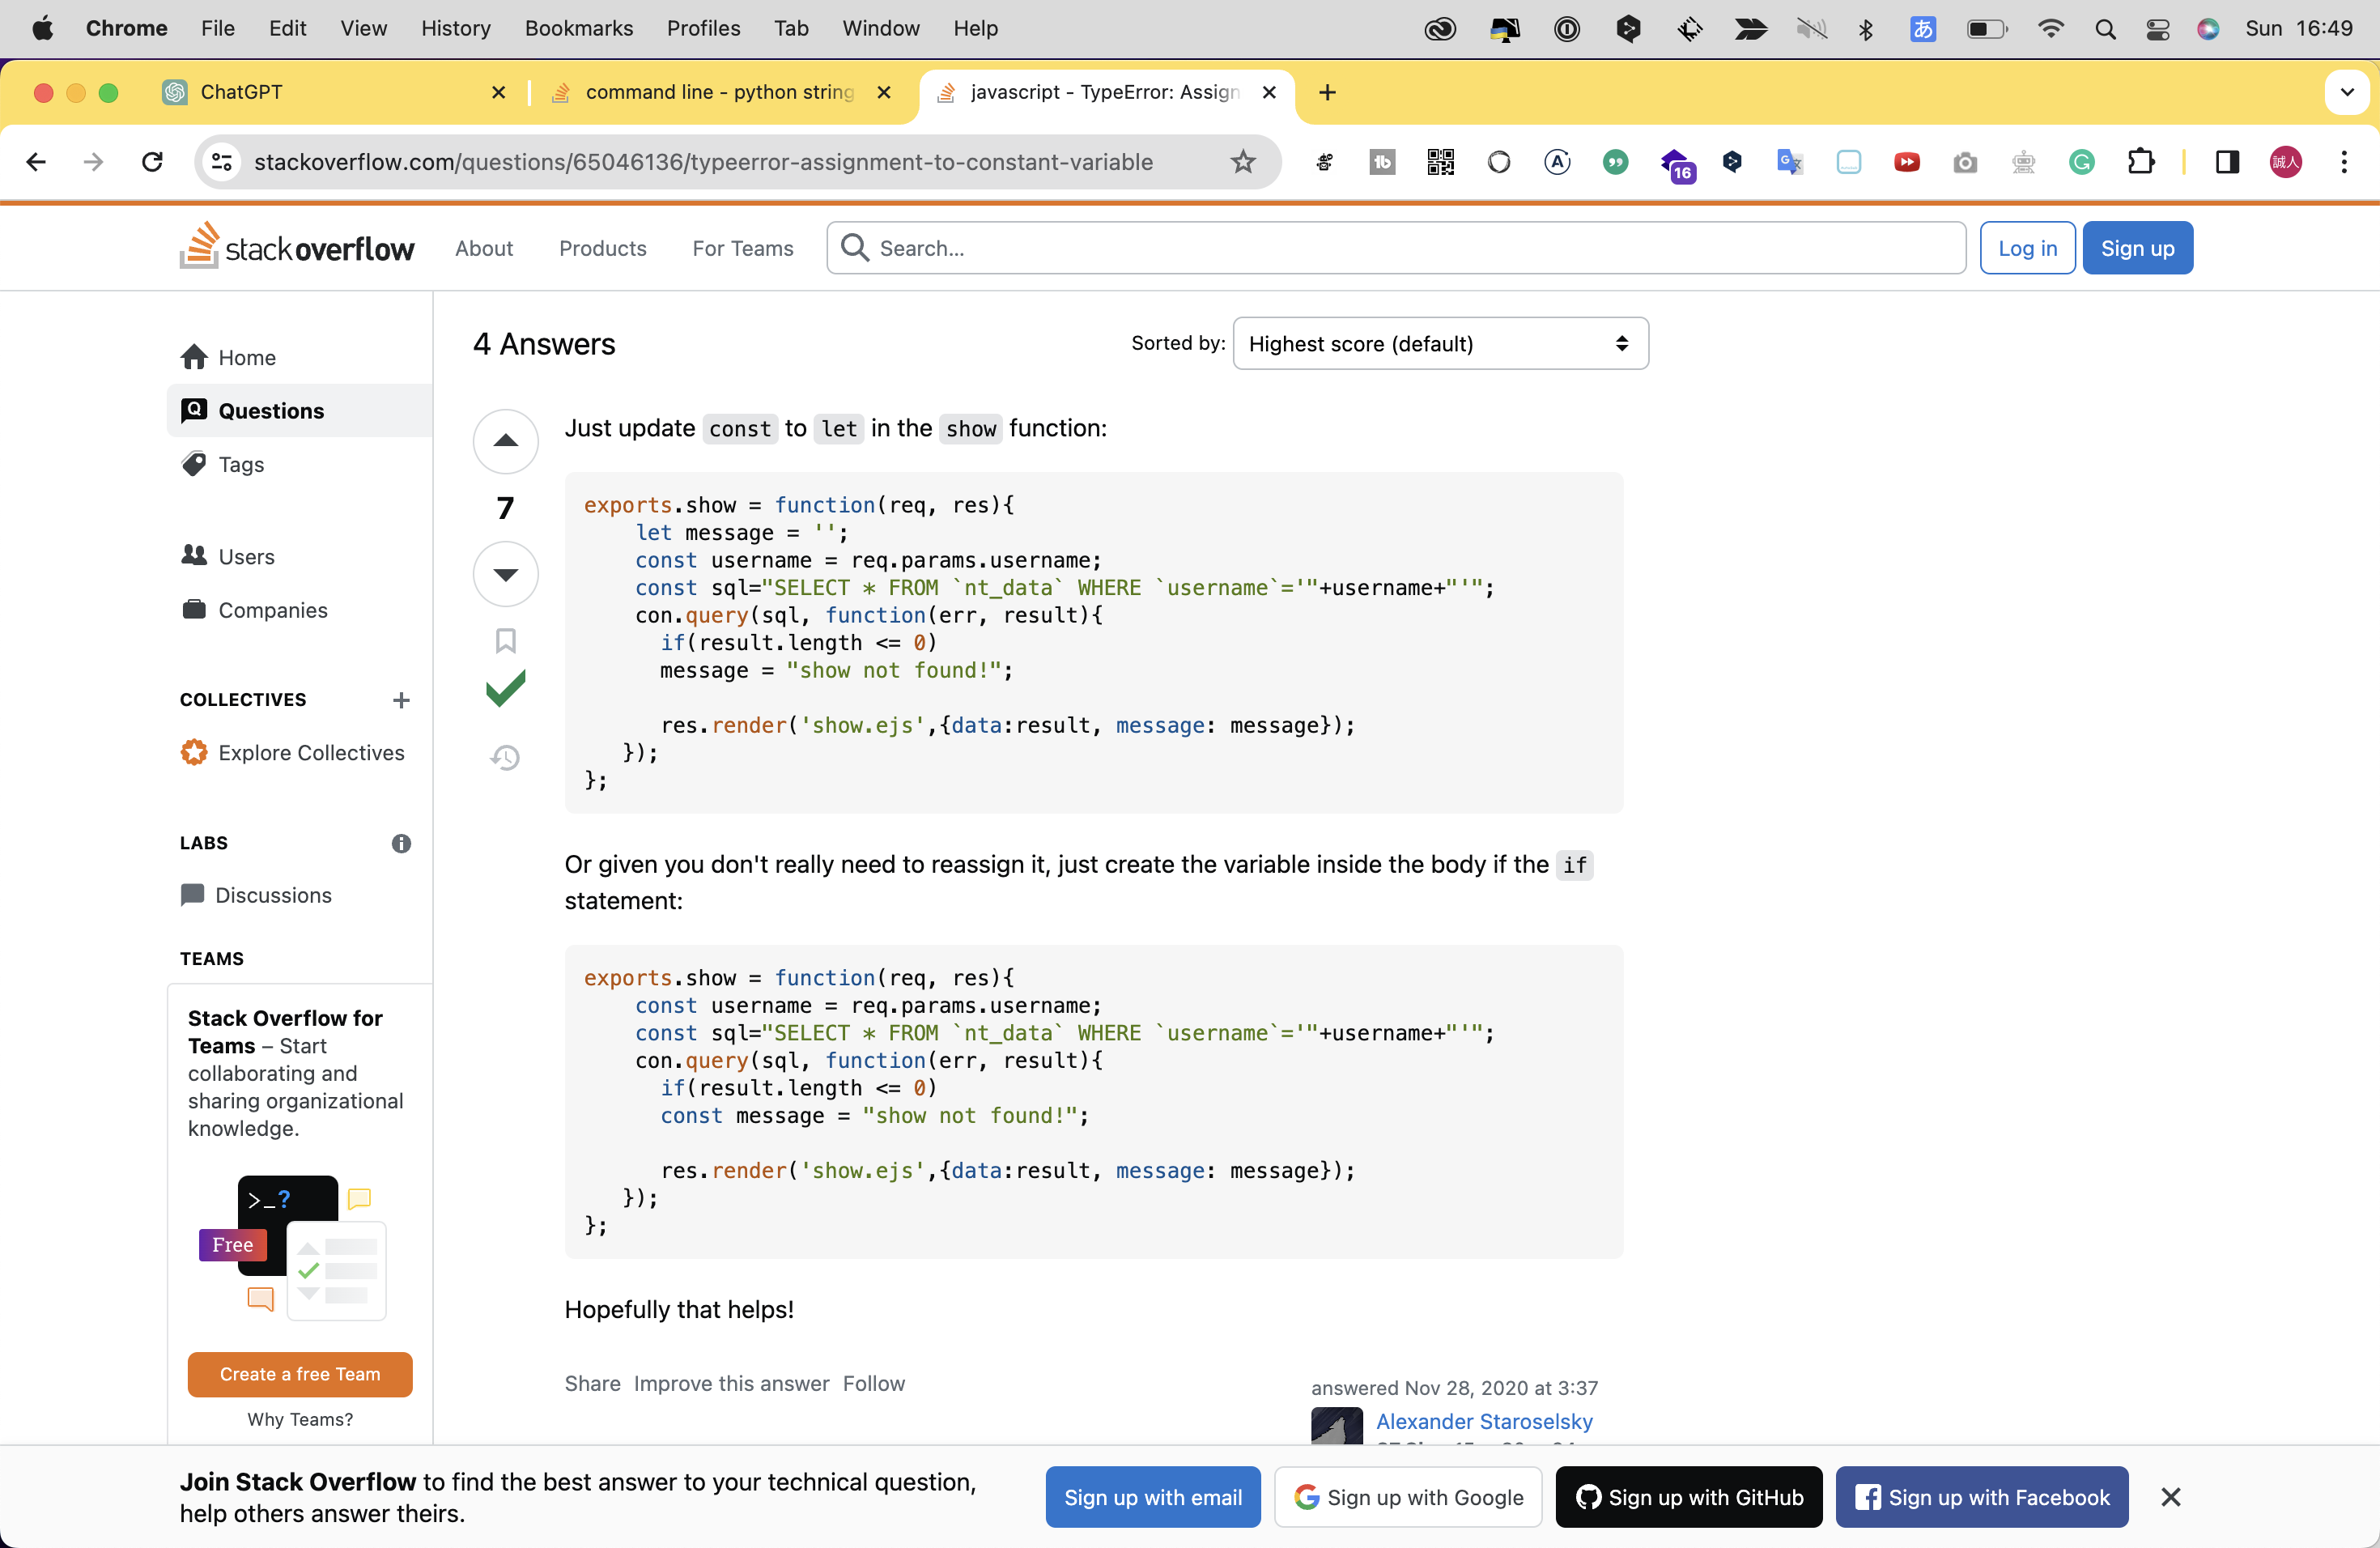 Chrome File Edit View History Bookmarks Profiles Tab Window Help あ Sun 16:49
ChatGPT command line - python string javascript - TypeError: Assign
stackoverflow.com/questions/65046136/typeerror-assignment-to-constant-variable 16 誠人
stackoverflow About Products For Teams Search... Log in Sign up
Home
Questions
Tags
Users
Companies
COLLECTIVES
Explore Collectives
LABS
Discussions
TEAMS
Stack Overflow for
Teams – Start
collaborating and
sharing organizational
knowledge.
>_?
Free
Create a free Team
Why Teams?
4 Answers Sorted by: Highest score (default)
7
Just update const to let in the show function:
exports.show = function(req, res){
let message = '';
const username = req.params.username;
const sql="SELECT * FROM `nt_data` WHERE `username`='"+username+"'";
con.query(sql, function(err, result){
if(result.length <= 0)
message = "show not found!";
res.render('show.ejs',{data:result, message: message});
});
};
Or given you don't really need to reassign it, just create the variable inside the body if the if
statement:
exports.show = function(req, res){
const username = req.params.username;
const sql="SELECT * FROM `nt_data` WHERE `username`='"+username+"'";
con.query(sql, function(err, result){
if(result.length <= 0)
const message = "show not found!";
res.render('show.ejs',{data:result, message: message});
});
};
Hopefully that helps!
Share Improve this answer Follow
answered Nov 28, 2020 at 3:37
Alexander Staroselsky
Join Stack Overflow to find the best answer to your technical question,
help others answer theirs.
Sign up with email Sign up with Google Sign up with GitHub Sign up with Facebook